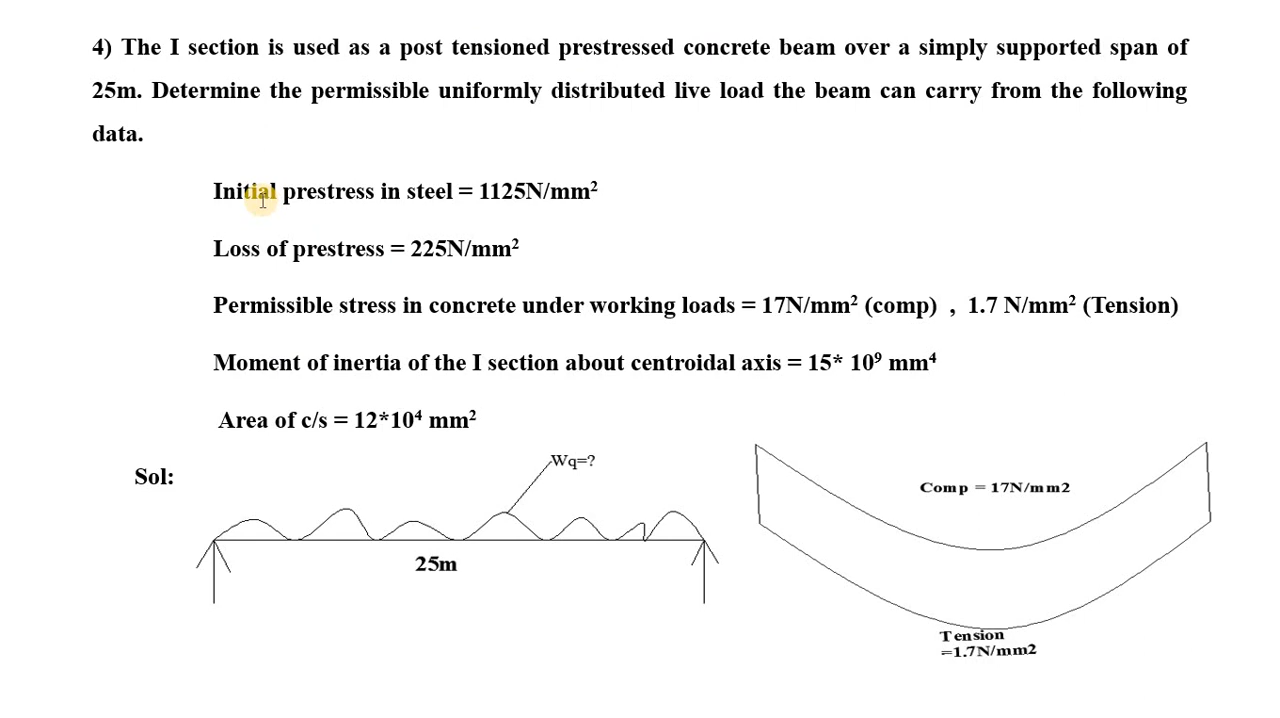 4) The I section is used as a post tensioned prestressed concrete beam over a simply supported span of
25m. Determine the permissible uniformly distributed live load the beam can carry from the following
data.
Initial prestress in steel = 1125N/mm²
Loss of prestress = 225N/mm²
Permissible stress in concrete under working loads = 17N/mm² (comp) , 1.7 N/mm² (Tension)
Moment of inertia of the I section about centroidal axis = 15* 10⁹ mm⁴
Area of c/s = 12*10⁴ mm²
Sol:
Wq=?
25m
Comp = 17N/mm2
Tension
=1.7N/mm2